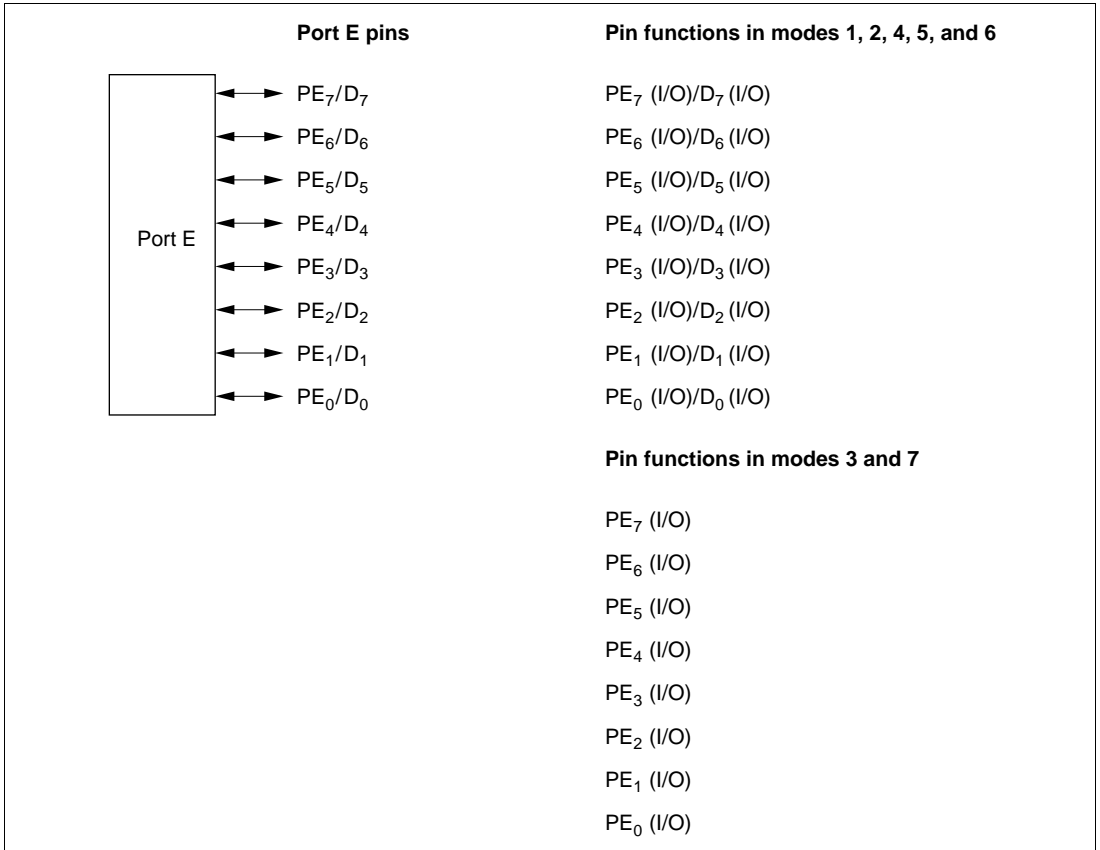 Port E pins Pin functions in modes 1, 2, 4, 5, and 6
PE7/D7 PE7 (I/O)/D7 (I/O)
PE6/D6 PE6 (I/O)/D6 (I/O)
PE5/D5 PE5 (I/O)/D5 (I/O)
PE4/D4 PE4 (I/O)/D4 (I/O)
Port E
PE3/D3 PE3 (I/O)/D3 (I/O)
PE2/D2 PE2 (I/O)/D2 (I/O)
PE1/D1 PE1 (I/O)/D1 (I/O)
PE0/D0 PE0 (I/O)/D0 (I/O)
Pin functions in modes 3 and 7
PE7 (I/O)
PE6 (I/O)
PE5 (I/O)
PE4 (I/O)
PE3 (I/O)
PE2 (I/O)
PE1 (I/O)
PE0 (I/O)